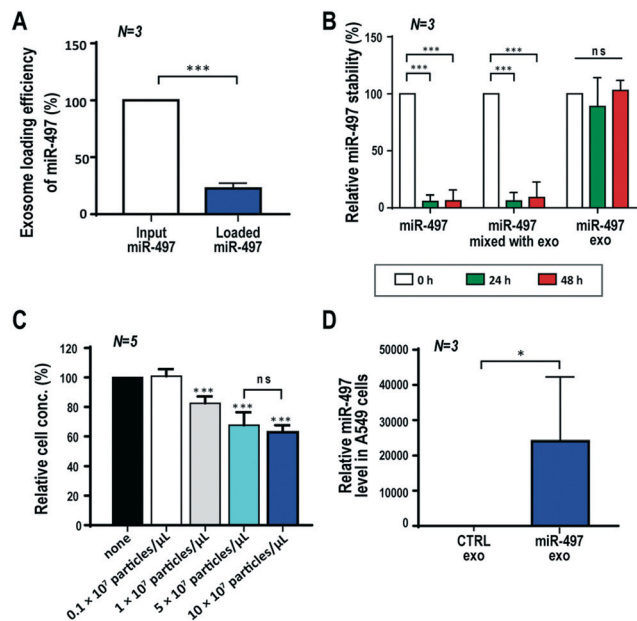 A
N=3
Exosome loading efficiency
of miR-497 (%)
150
100
50
0
***
Input
miR-497
Loaded
miR-497
B
N=3
Relative miR-497 stability (%)
150
100
50
0
***
***
***
***
ns
miR-497
miR-497
mixed with exo
miR-497
exo
0 h
24 h
48 h
C
N=5
Relative cell conc. (%)
120
100
80
60
40
20
0
***
***
***
ns
none
0.1 × 10⁷ particles/µL
1 × 10⁷ particles/µL
5 × 10⁷ particles/µL
10 × 10⁷ particles/µL
D
N=3
Relative miR-497
level in A549 cells
50000
40000
30000
20000
10000
0
*
CTRL
exo
miR-497
exo